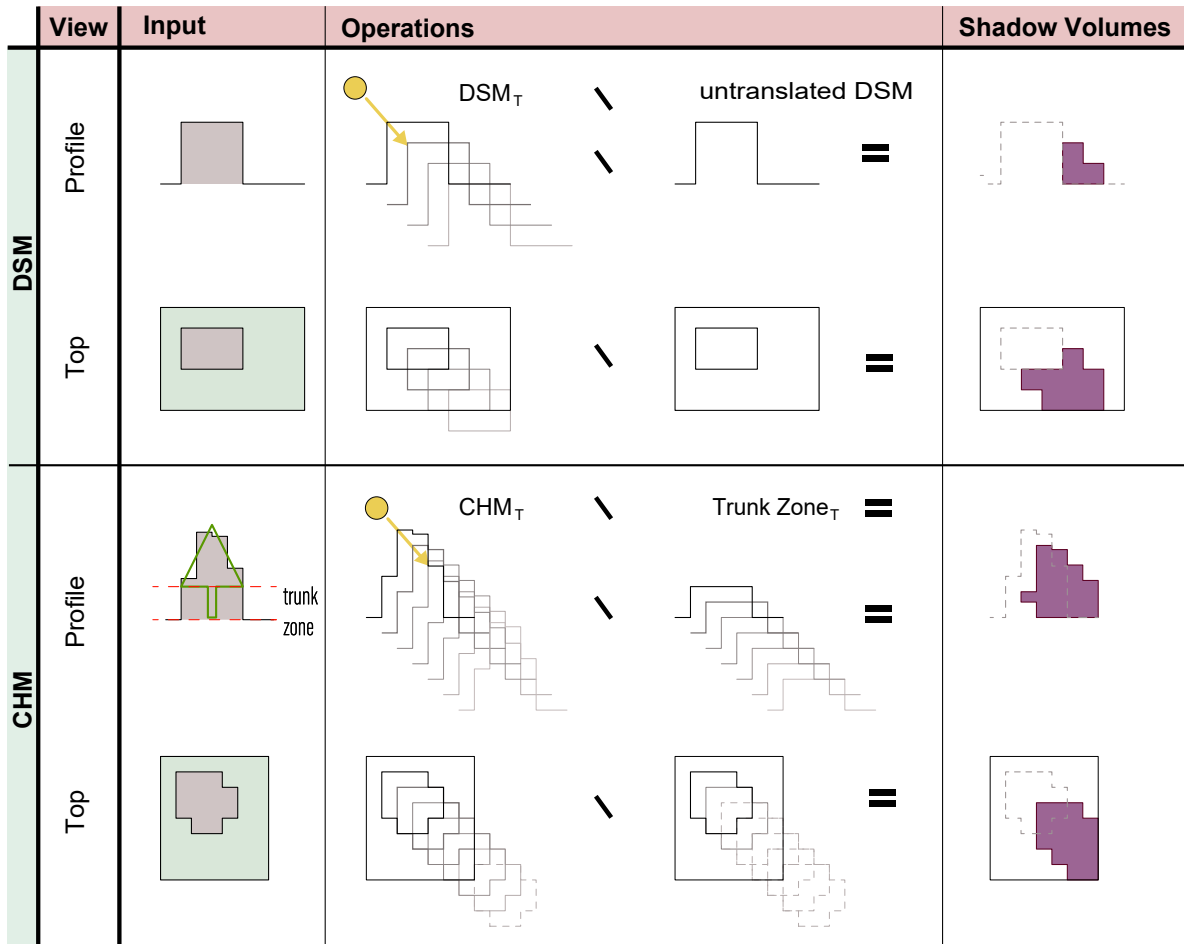 View Input Operations Shadow Volumes
DSM
Profile
DSM_T \ untranslated DSM
\ =
Top
\ =
CHM
Profile
trunk
zone
CHM_T \ Trunk Zone_T =
\ =
Top
\ =